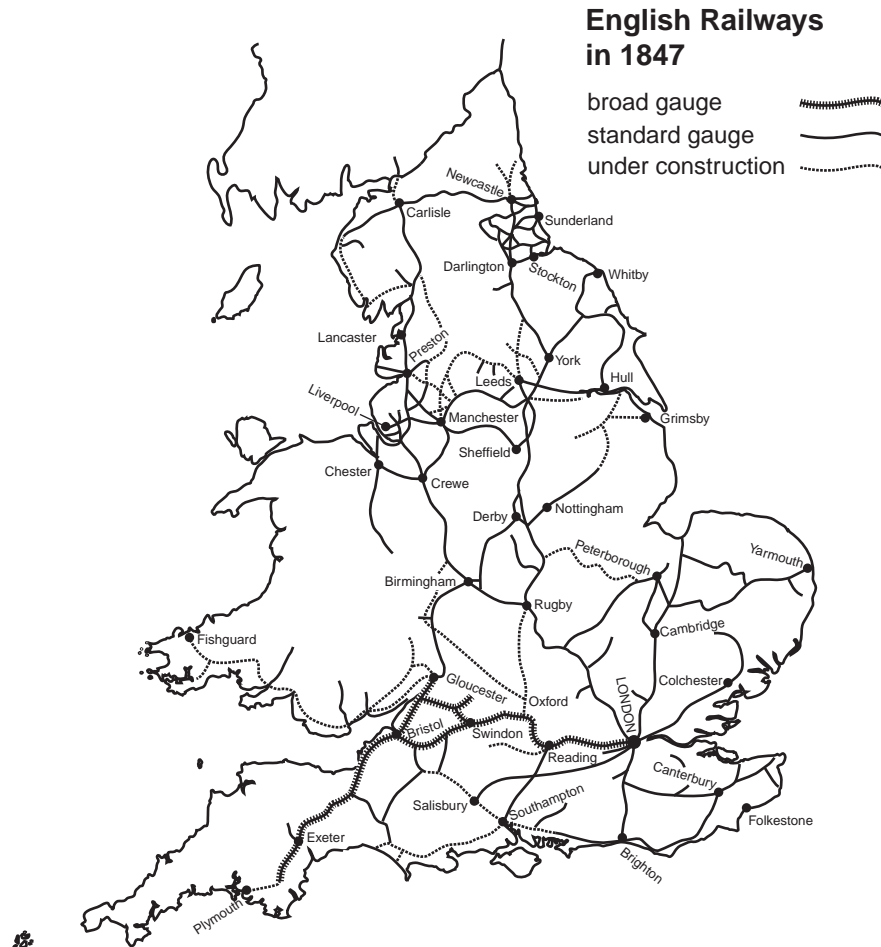 English Railways
in 1847
broad gauge
standard gauge
under construction
Newcastle
Carlisle
Sunderland
Darlington
Stockton
Whitby
Lancaster
Preston
York
Leeds
Hull
Liverpool
Manchester
Grimsby
Sheffield
Chester
Crewe
Nottingham
Derby
Peterborough
Yarmouth
Birmingham
Rugby
Cambridge
Fishguard
Gloucester
Oxford
LONDON
Colchester
Bristol
Swindon
Reading
Canterbury
Salisbury
Southampton
Folkestone
Exeter
Brighton
Plymouth